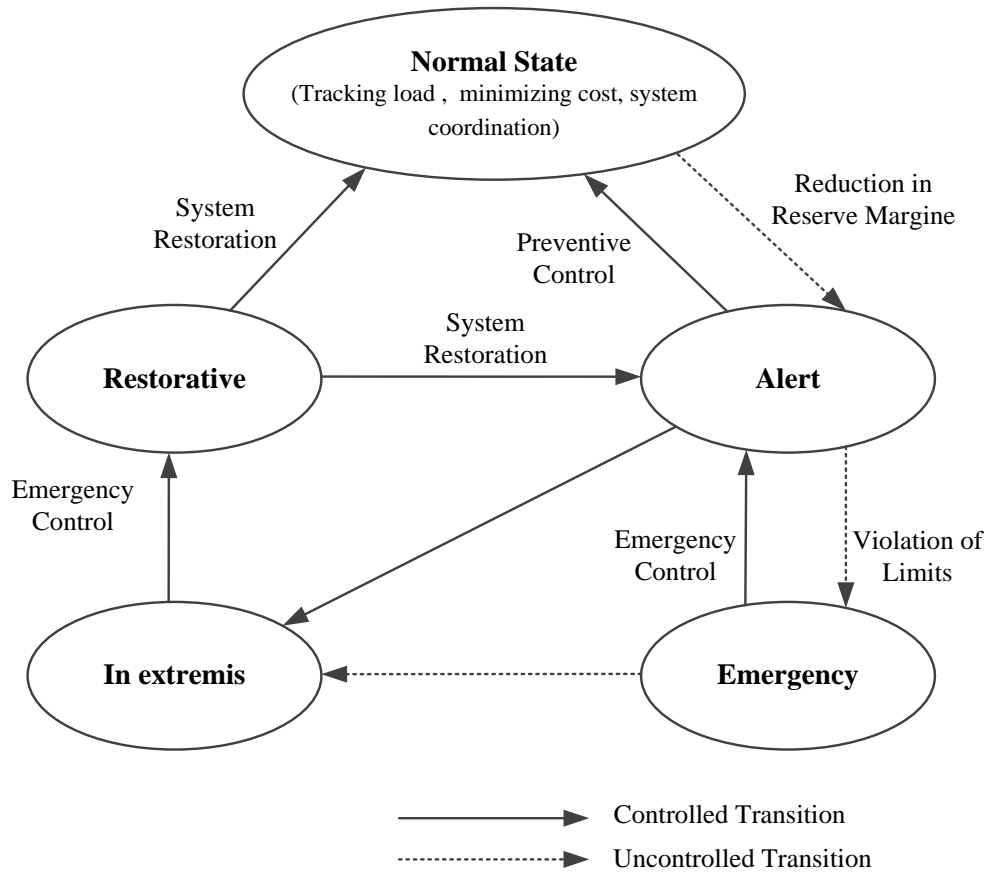 Normal State
(Tracking load , minimizing cost, system
coordination)
Reduction in
Reserve Margine
System
Restoration
Preventive
Control
System
Restoration
Restorative
Alert
Emergency
Control
Emergency
Control
Violation of
Limits
In extremis
Emergency
Controlled Transition
Uncontrolled Transition